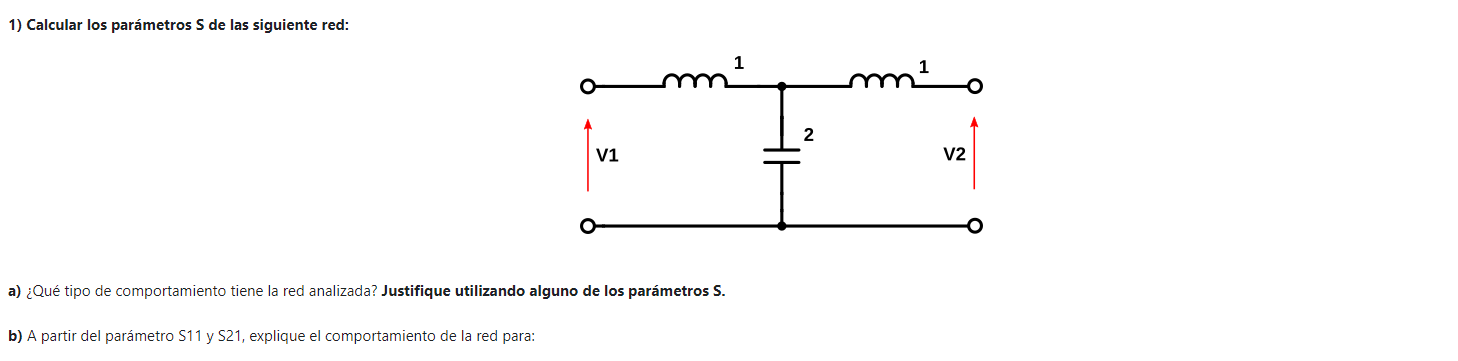 1) Calcular los parámetros S de las siguiente red:
1
1
2
V1
V2
a) ¿Qué tipo de comportamiento tiene la red analizada? Justifique utilizando alguno de los parámetros S.
b) A partir del parámetro S11 y S21, explique el comportamiento de la red para: